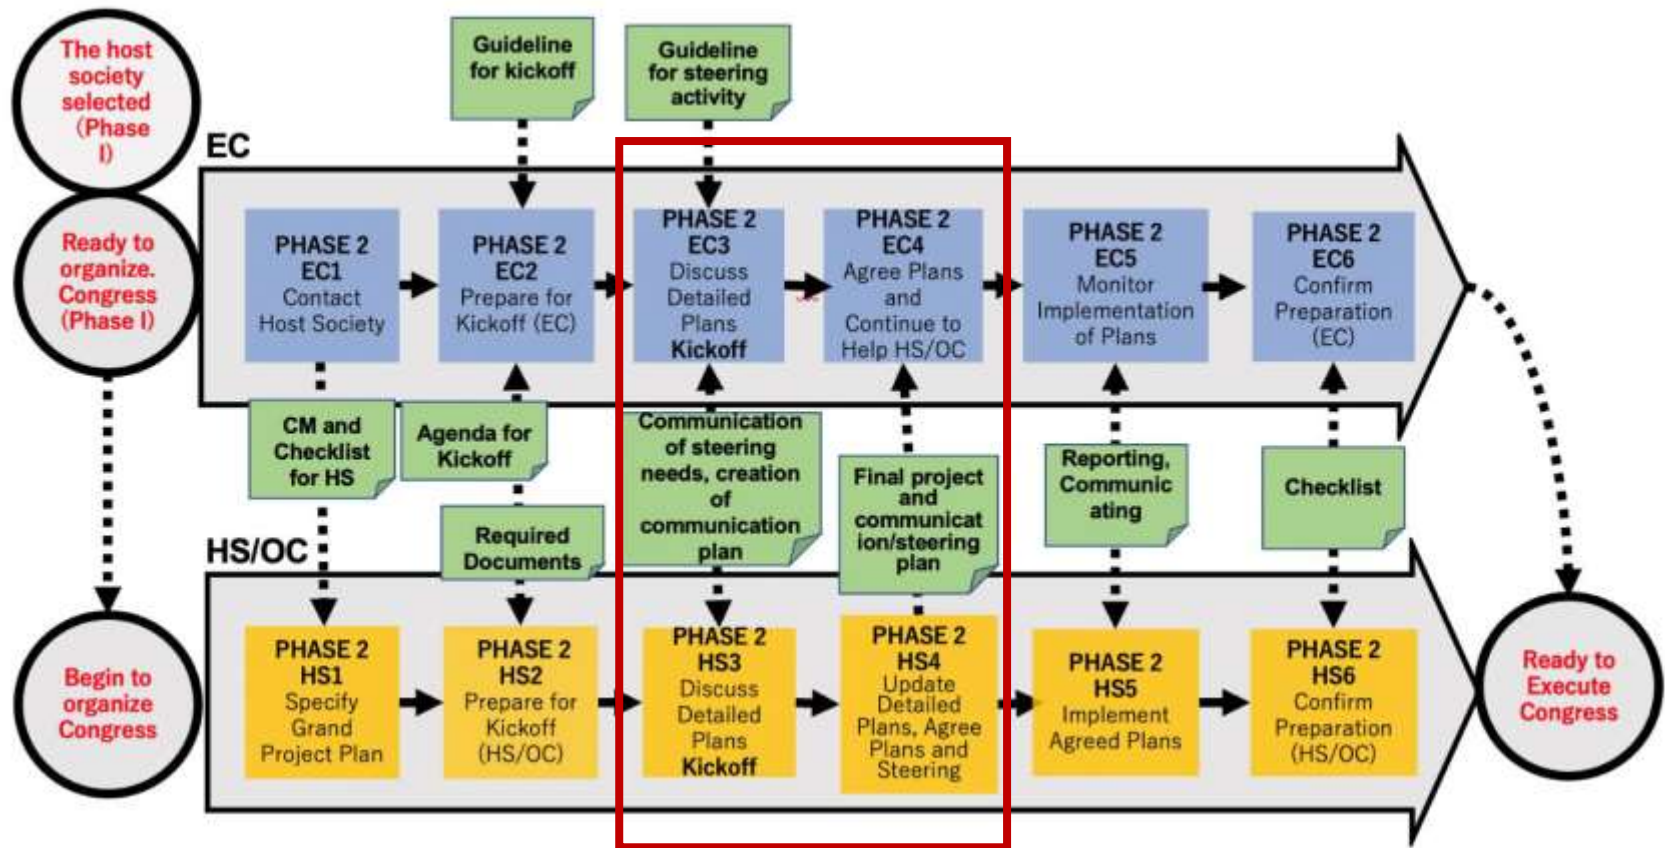 The host
society
selected
(Phase
I)
Guideline
for kickoff
Guideline
for steering
activity
EC
Ready to
organize.
Congress
(Phase I)
PHASE 2
EC1
Contact
Host Society
PHASE 2
EC2
Prepare for
Kickoff (EC)
PHASE 2
EC3
Discuss
Detailed
Plans
Kickoff
PHASE 2
EC4
Agree Plans
and
Continue to
Help HS/OC
PHASE 2
EC5
Monitor
Implementation
of Plans
PHASE 2
EC6
Confirm
Preparation
(EC)
CM and
Checklist
for HS
Agenda for
Kickoff
Required
Documents
Communication
of steering
needs, creation
of
communication
plan
Final project
and
communicat
ion/steering
plan
Reporting,
Communic
ating
Checklist
HS/OC
Begin to
organize
Congress
PHASE 2
HS1
Specify
Grand
Project Plan
PHASE 2
HS2
Prepare for
Kickoff
(HS/OC)
PHASE 2
HS3
Discuss
Detailed
Plans
Kickoff
PHASE 2
HS4
Update
Detailed
Plans, Agree
Plans and
Steering
PHASE 2
HS5
Implement
Agreed Plans
PHASE 2
HS6
Confirm
Preparation
(HS/OC)
Ready to
Execute
Congress